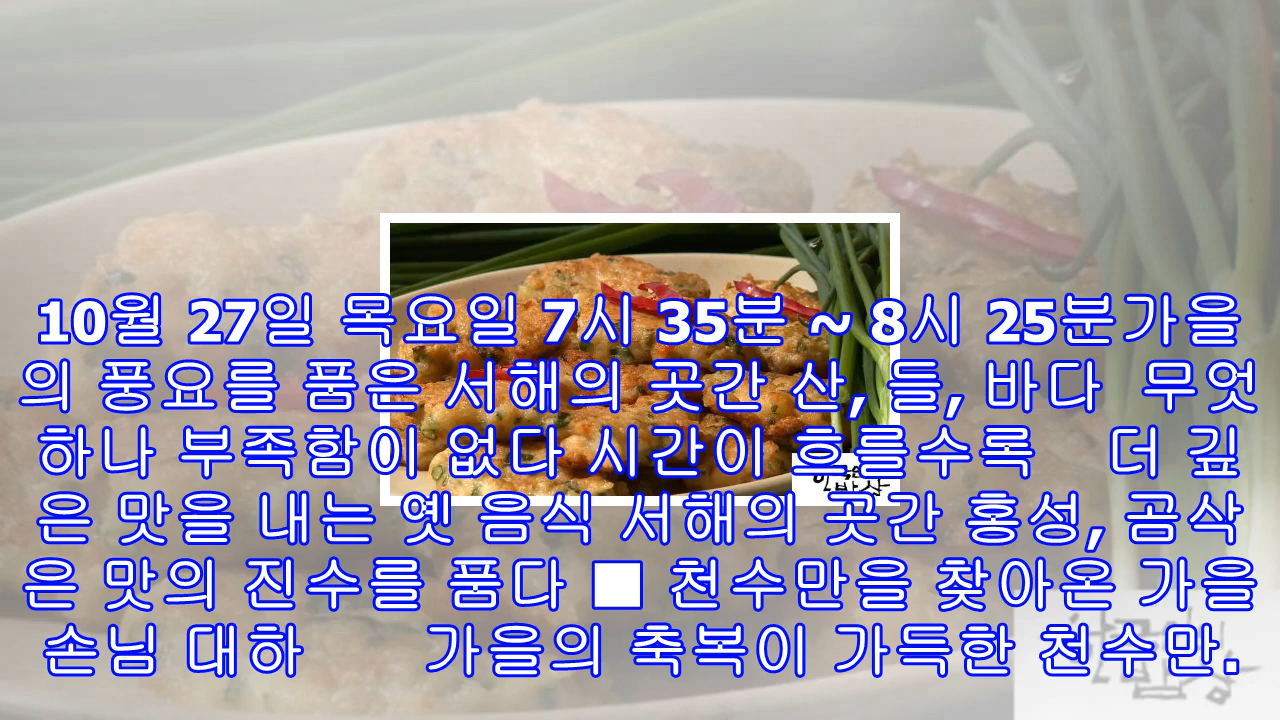 10월 27일 목요일 7시 35분 ~ 8시 25분가을
의 풍요를 품은 서해의 곳간 산, 들, 바다 무엇
하나 부족함이 없다 시간이 흐를수록 더 깊
은 맛을 내는 옛 음식 서해의 곳간 홍성, 곰삭
은 맛의 진수를 품다 ■ 천수만을 찾아온 가을
손님 대하 가을의 축복이 가득한 천수만.